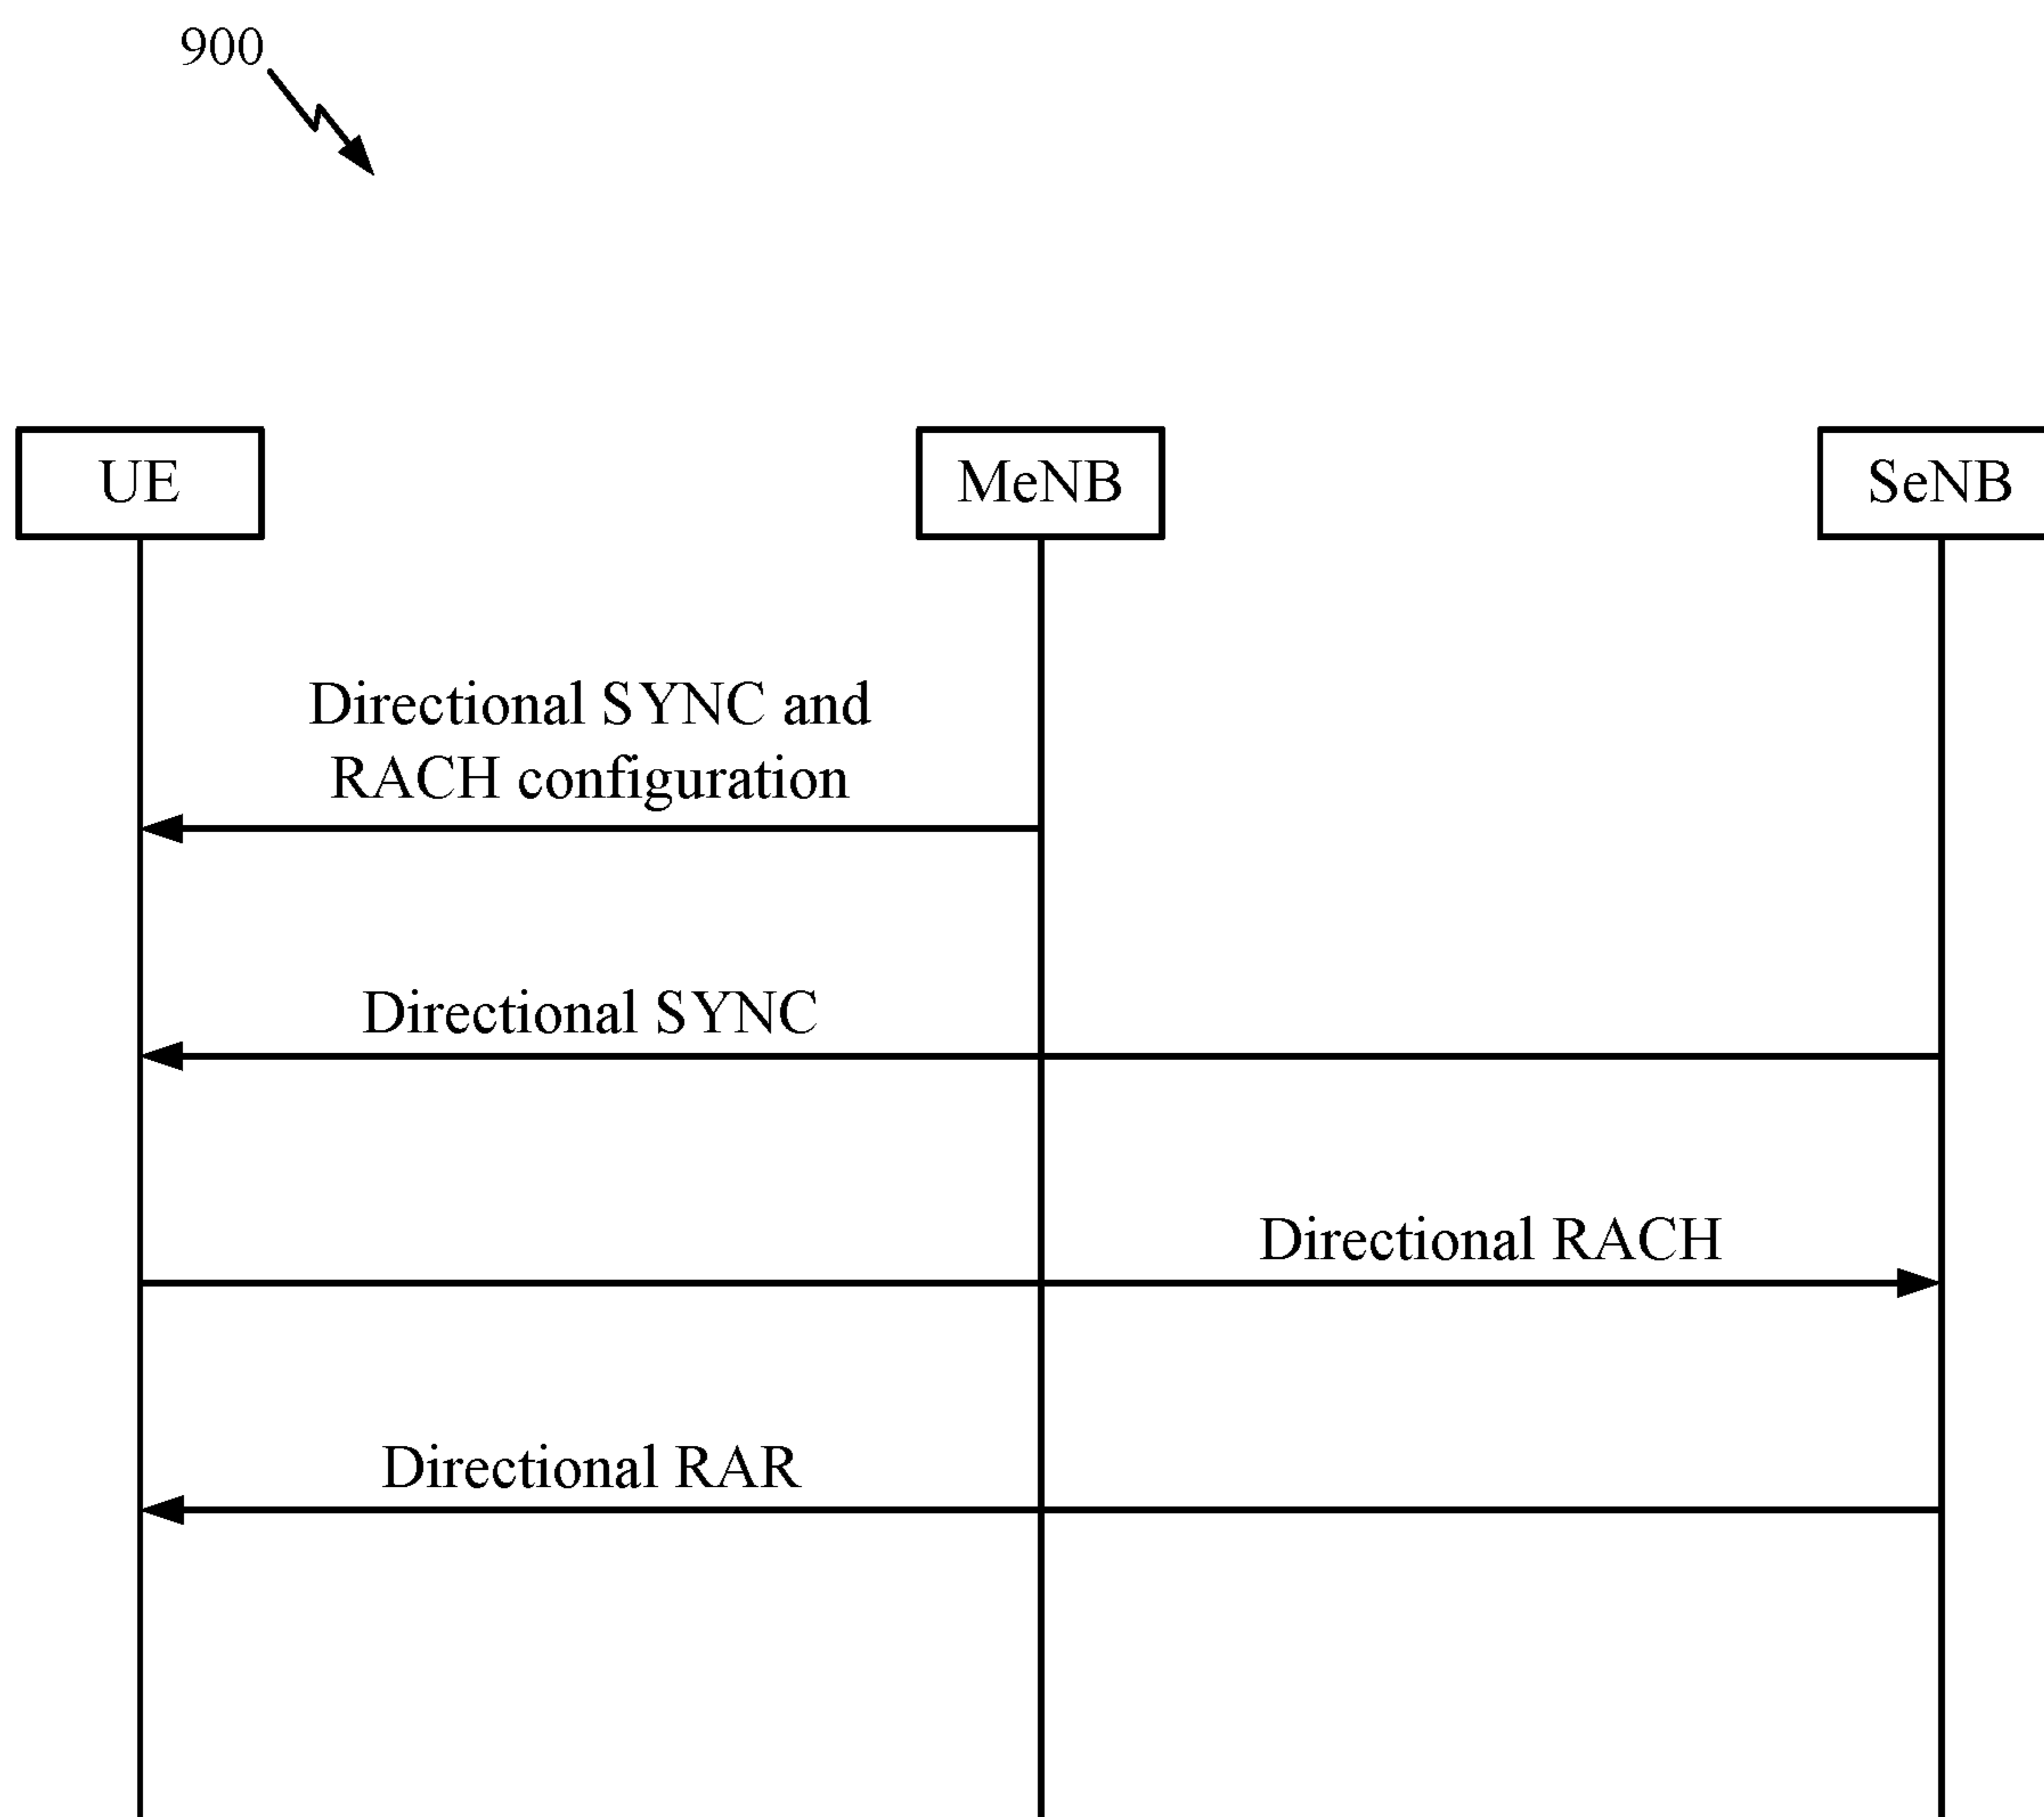 900
UE
MeNB
SeNB
Directional SYNC and
RACH configuration
Directional SYNC
Directional RACH
Directional RAR